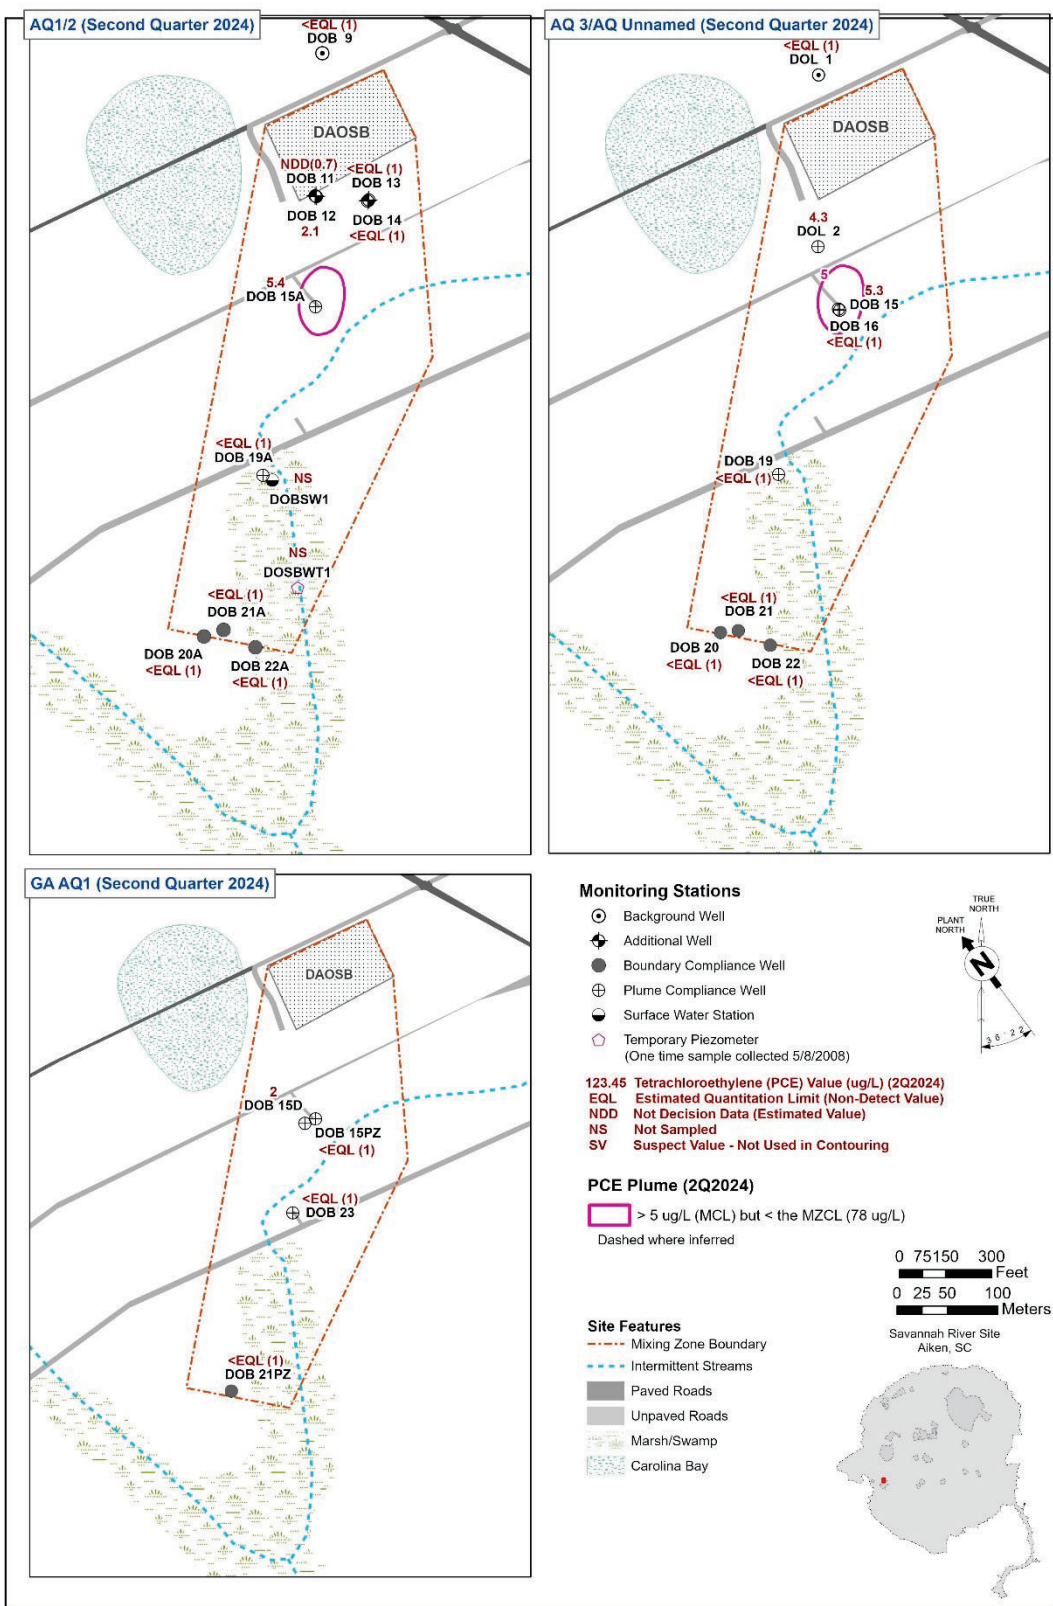 AQ1/2 (Second Quarter 2024)
<EQL (1)
DOB 9
DAOSB
NDD(0.7)
DOB 11
<EQL (1)
DOB 13
DOB 12
2.1
DOB 14
<EQL (1)
5.4
DOB 15A
<EQL (1)
DOB 19A
NS
DOBSW1
NS
DOSBWT1
<EQL (1)
DOB 21A
DOB 20A
<EQL (1)
DOB 22A
<EQL (1)
AQ 3/AQ Unnamed (Second Quarter 2024)
<EQL (1)
DOL 1
DAOSB
4.3
DOL 2
5
5.3
DOB 15
DOB 16
<EQL (1)
DOB 19
<EQL (1)
<EQL (1)
DOB 21
DOB 20
<EQL (1)
DOB 22
<EQL (1)
GA AQ1 (Second Quarter 2024)
DAOSB
2
DOB 15D
DOB 15PZ
<EQL (1)
<EQL (1)
DOB 23
<EQL (1)
DOB 21PZ
Monitoring Stations
Background Well
Additional Well
Boundary Compliance Well
Plume Compliance Well
Surface Water Station
Temporary Piezometer
(One time sample collected 5/8/2008)
TRUE
NORTH
PLANT
NORTH
N
36-22
123.45 Tetrachloroethylene (PCE) Value (ug/L) (2Q2024)
EQL Estimated Quantitation Limit (Non-Detect Value)
NDD Not Decision Data (Estimated Value)
NS Not Sampled
SV Suspect Value - Not Used in Contouring
PCE Plume (2Q2024)
> 5 ug/L (MCL) but < the MZCL (78 ug/L)
Dashed where inferred
0 75150 300
Feet
0 25 50 100
Meters
Savannah River Site
Aiken, SC
Site Features
Mixing Zone Boundary
Intermittent Streams
Paved Roads
Unpaved Roads
Marsh/Swamp
Carolina Bay